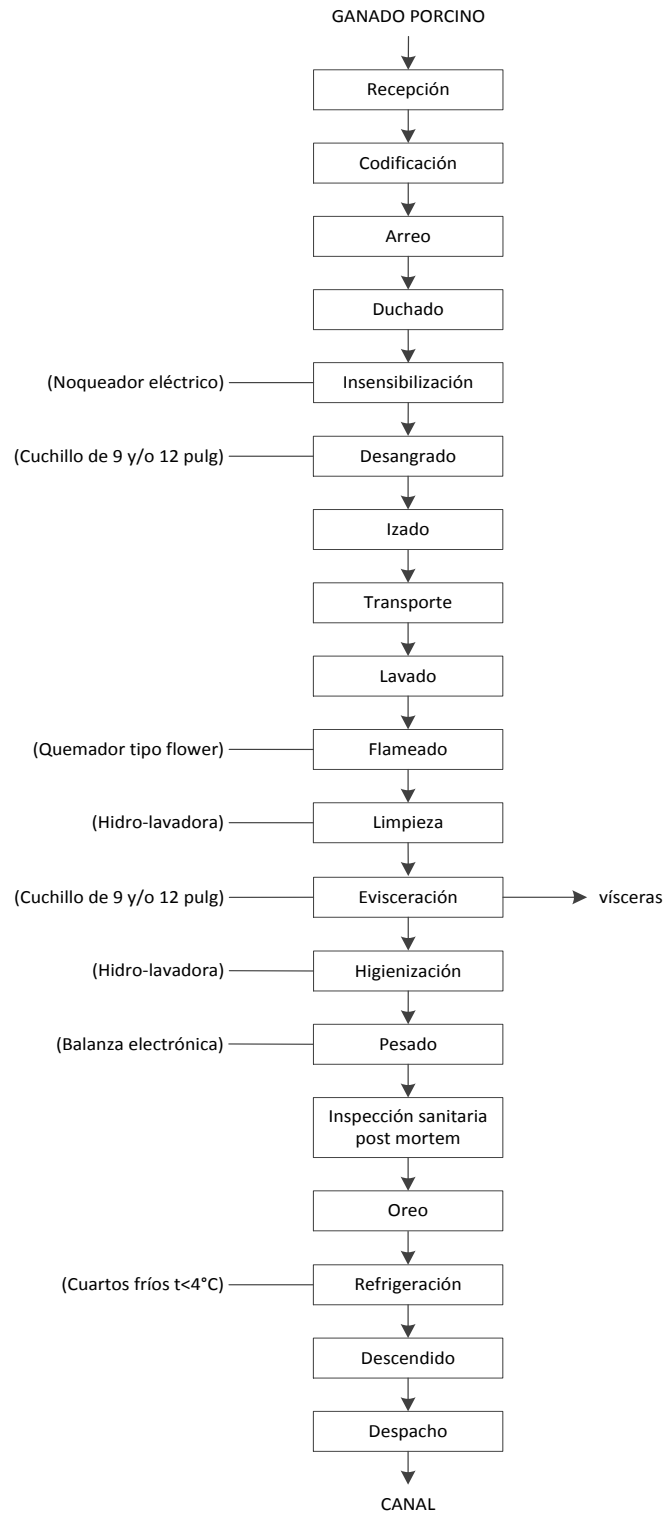 GANADO PORCINO
Recepción
Codificación
Arreo
Duchado
(Noqueador eléctrico)
Insensibilización
(Cuchillo de 9 y/o 12 pulg)
Desangrado
Izado
Transporte
Lavado
(Quemador tipo flower)
Flameado
(Hidro-lavadora)
Limpieza
(Cuchillo de 9 y/o 12 pulg)
Evisceración
vísceras
(Hidro-lavadora)
Higienización
(Balanza electrónica)
Pesado
Inspección sanitaria
post mortem
Oreo
(Cuartos fríos t<4°C)
Refrigeración
Descendido
Despacho
CANAL